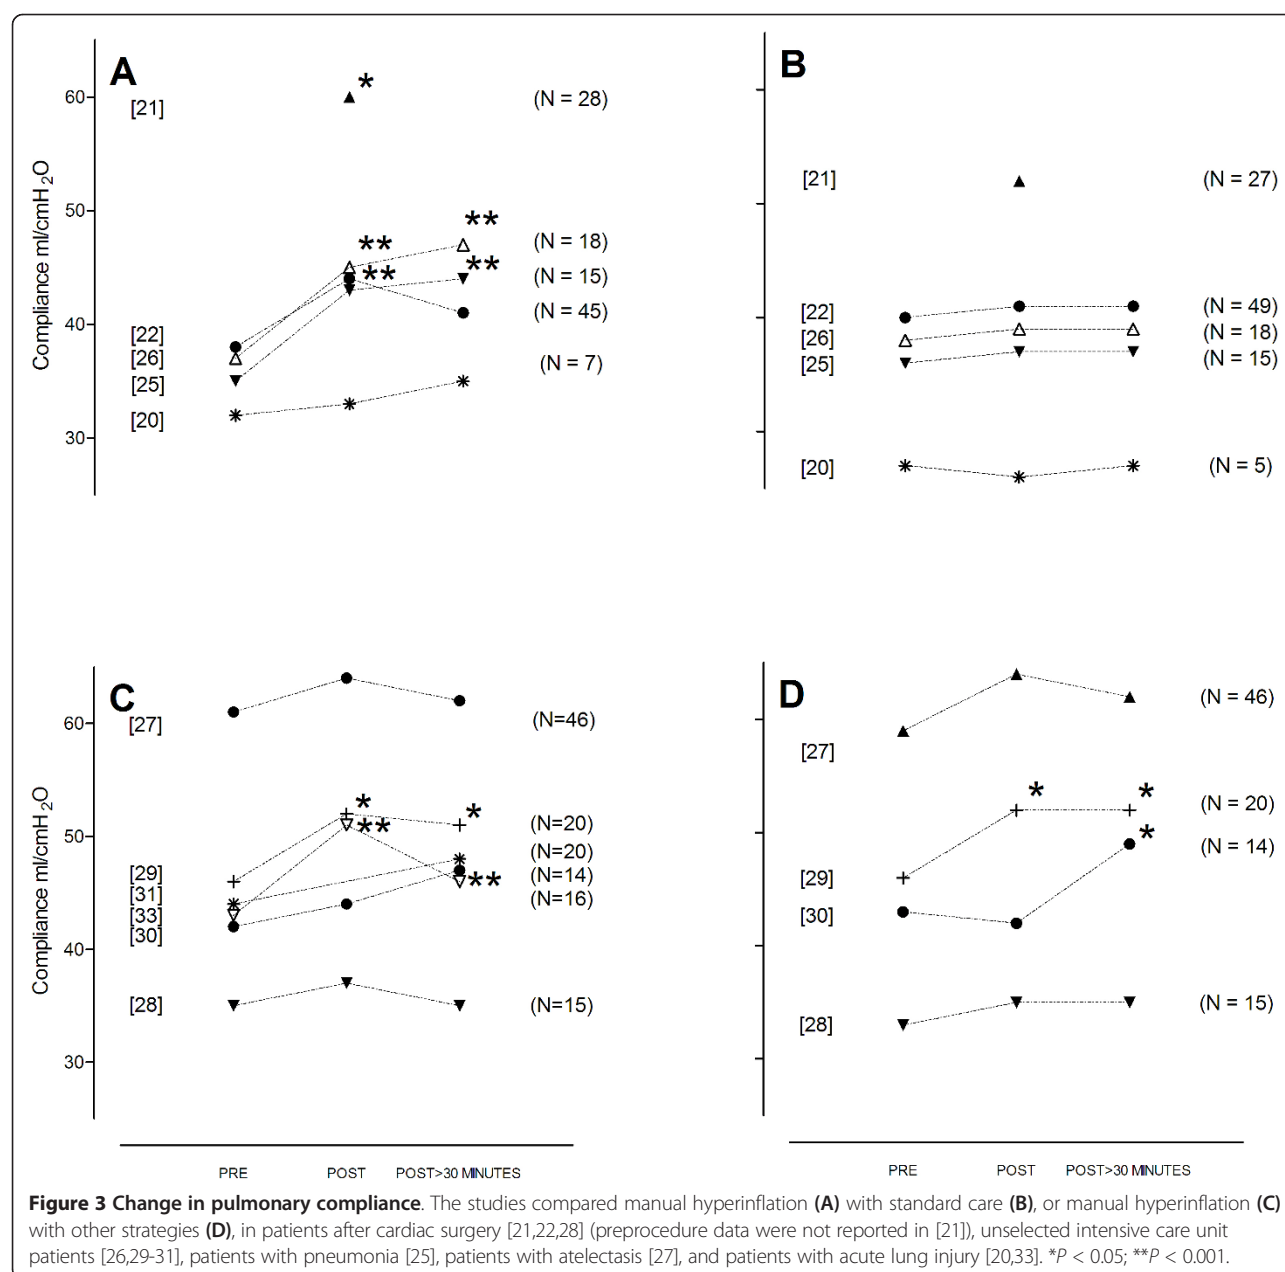 A
B
60
[21]
*
(N = 28)
[21]
(N = 27)
Compliance ml/cmH₂O
50
**
**
(N = 18)
**
**
(N = 15)
(N = 45)
40
[22]
[26]
[25]
(N = 7)
[20]
30
[22]
(N = 49)
[26]
(N = 18)
[25]
(N = 15)
[20]
(N = 5)
C
D
60
[27]
(N=46)
[27]
(N = 46)
Compliance ml/cmH₂O
50
*
*
**
(N=20)
(N=20)
**
(N=14)
(N=16)
[29]
[31]
[33]
[30]
40
[28]
(N=15)
30
*
*
(N = 20)
*
(N = 14)
[29]
[30]
[28]
(N = 15)
PRE POST POST>30 MINUTES
PRE POST POST>30 MINUTES
Figure 3 Change in pulmonary compliance. The studies compared manual hyperinflation (A) with standard care (B), or manual hyperinflation (C)
with other strategies (D), in patients after cardiac surgery [21,22,28] (preprocedure data were not reported in [21]), unselected intensive care unit
patients [26,29-31], patients with pneumonia [25], patients with atelectasis [27], and patients with acute lung injury [20,33]. *P < 0.05; **P < 0.001.